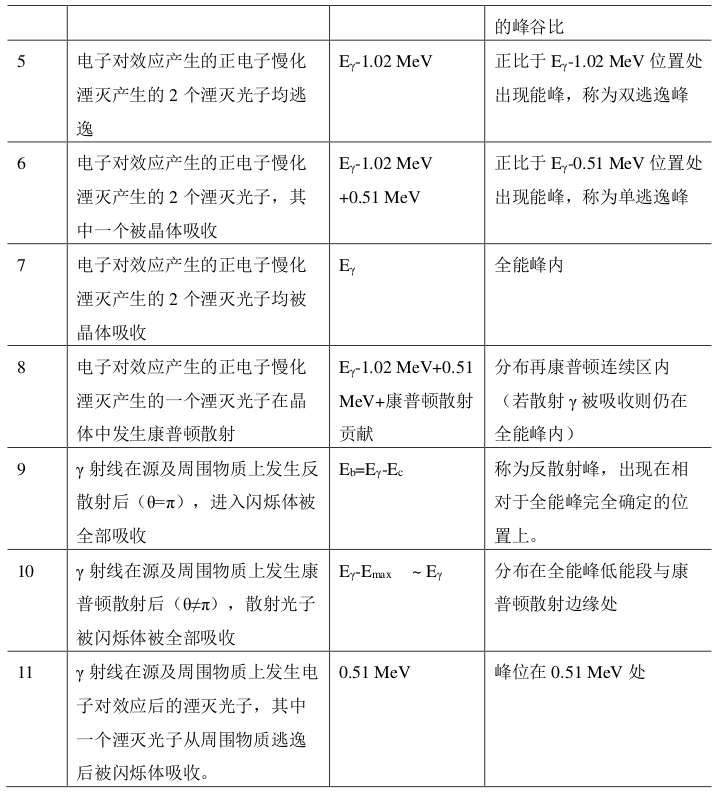 的峰谷比
5 电子对效应产生的正电子慢化 Eγ-1.02 MeV 正比于 Eγ-1.02 MeV 位置处
湮灭产生的 2 个湮灭光子均逃 出现能峰，称为双逃逸峰
逸
6 电子对效应产生的正电子慢化 Eγ-1.02 MeV 正比于 Eγ-0.51 MeV 位置处
湮灭产生的 2 个湮灭光子，其 +0.51 MeV 出现能峰，称为单逃逸峰
中一个被晶体吸收
7 电子对效应产生的正电子慢化 Eγ 全能峰内
湮灭产生的 2 个湮灭光子均被
晶体吸收
8 电子对效应产生的正电子慢化 Eγ-1.02 MeV+0.51 分布再康普顿连续区内
湮灭产生的一个湮灭光子在晶 MeV+康普顿散射 （若散射 γ 被吸收则仍在
体中发生康普顿散射 贡献 全能峰内）
9 γ 射线在源及周围物质上发生反 Eb=Eγ-Ec 称为反散射峰，出现在相
散射后（θ=π），进入闪烁体被 对于全能峰完全确定的位
全部吸收 置上。
10 γ 射线在源及周围物质上发生康 Eγ-Emax ~ Eγ 分布在全能峰低能段与康
普顿散射后（θ≠π），散射光子 普顿散射边缘处
被闪烁体被全部吸收
11 γ 射线在源及周围物质上发生电 0.51 MeV 峰位在 0.51 MeV 处
子对效应后的湮灭光子，其中
一个湮灭光子从周围物质逃逸
后被闪烁体吸收。